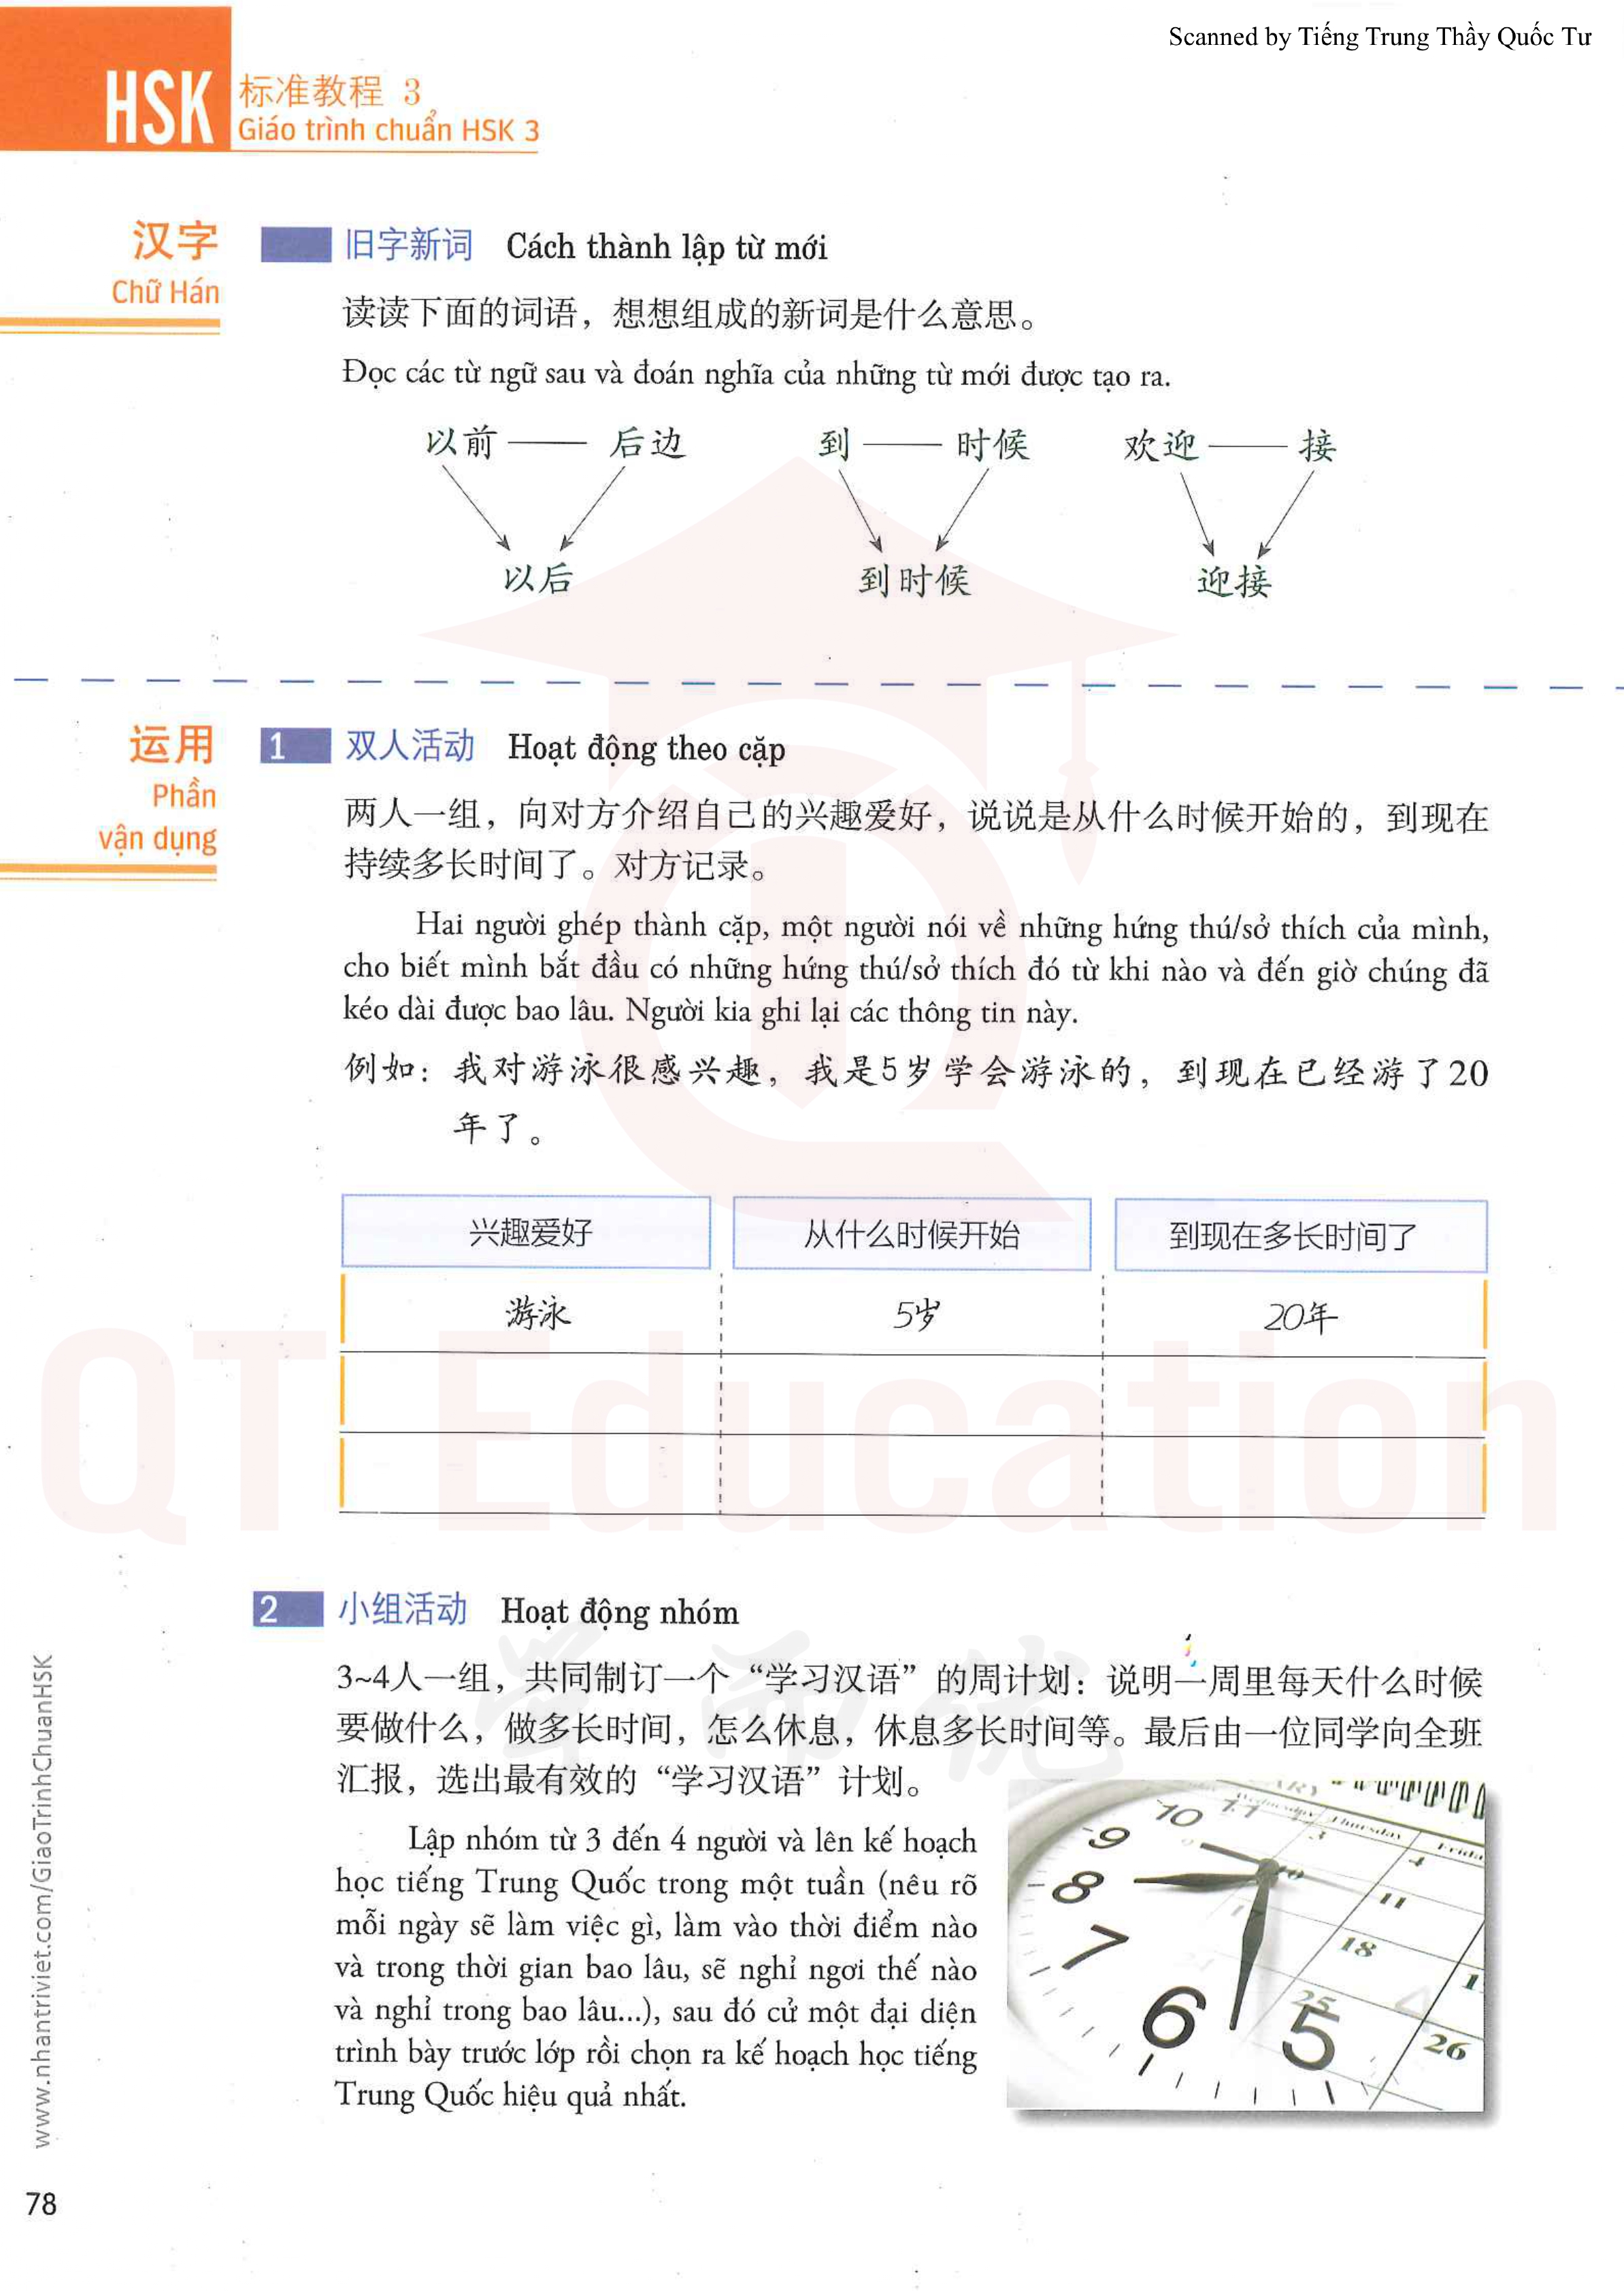 Scanned by Tiếng Trung Thầy Quốc Tư
HSK
标准教程 3
Giáo trình chuẩn HSK 3
汉字
Chữ Hán
旧字新词 Cách thành lập từ mới
读读下面的词语，想想组成的新词是什么意思。
Đọc các từ ngữ sau và đoán nghĩa của những từ mới được tạo ra.
以前 后边 到 时候 欢迎 接
以后 到时候 迎接
运用
Phần
vận dụng
1 双人活动 Hoạt động theo cặp
两人一组，向对方介绍自己的兴趣爱好，说说是从什么时候开始的，到现在
持续多长时间了。对方记录。
Hai người ghép thành cặp, một người nói về những hứng thú/sở thích của mình,
cho biết mình bắt đầu có những hứng thú/sở thích đó từ khi nào và đến giờ chúng đã
kéo dài được bao lâu. Người kia ghi lại các thông tin này.
例如：我对游泳很感兴趣，我是5岁学会游泳的，到现在已经游了20
年了。
兴趣爱好 从什么时候开始 到现在多长时间了
游泳 5岁 20年
QT Education
2 小组活动 Hoạt động nhóm
3~4人一组，共同制订一个“学习汉语”的周计划：说明一周里每天什么时候
要做什么，做多长时间，怎么休息，休息多长时间等。最后由一位同学向全班
汇报，选出最有效的“学习汉语”计划。
Lập nhóm từ 3 đến 4 người và lên kế hoạch
học tiếng Trung Quốc trong một tuần (nêu rõ
mỗi ngày sẽ làm việc gì, làm vào thời điểm nào
và trong thời gian bao lâu, sẽ nghỉ ngơi thế nào
và nghỉ trong bao lâu...), sau đó cử một đại diện
trình bày trước lớp rồi chọn ra kế hoạch học tiếng
Trung Quốc hiệu quả nhất.
10 11
9
8
7
6
5
Wednesday Thursday
3 4
11
18
25 26
www.nhantriviet.com/GiaoTrinhChuanHSK
78